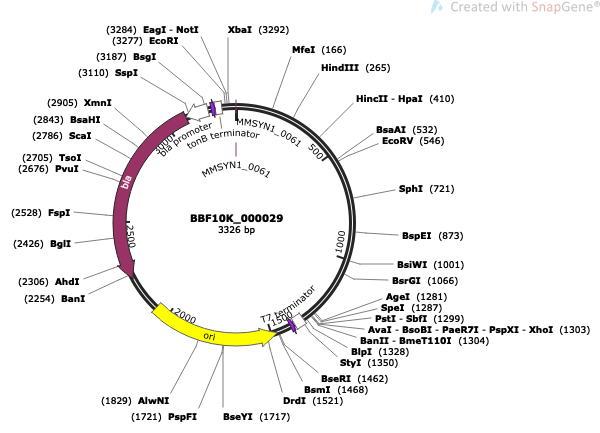 Created with SnapGene®
(3284) EagI - NotI
(3277) EcoRI
(3187) BsgI
(3110) SspI
(2905) XmnI
(2843) BsaHI
(2786) ScaI
(2705) TsoI
(2676) PvuI
(2528) FspI
(2426) BglI
(2306) AhdI
(2254) BanI
(1829) AlwNI
(1721) PspFI
XbaI (3292)
MfeI (166)
HindIII (265)
HincII - HpaI (410)
BsaAI (532)
EcoRV (546)
SphI (721)
BspEI (873)
BsiWI (1001)
BsrGI (1066)
AgeI (1281)
SpeI (1287)
PstI - SbfI (1299)
AvaI - BsoBI - PaeR7I - PspXI - XhoI (1303)
BanII - BmeT110I (1304)
BlpI (1328)
StyI (1350)
BseRI (1462)
BsmI (1468)
DrdI (1521)
BseYI (1717)
MMSYN1_0061
MMSYN1_0061
tonB terminator
bla promoter
bla
ori
T7 terminator
500
1000
1500
2000
2500
3000
BBF10K_000029
3326 bp